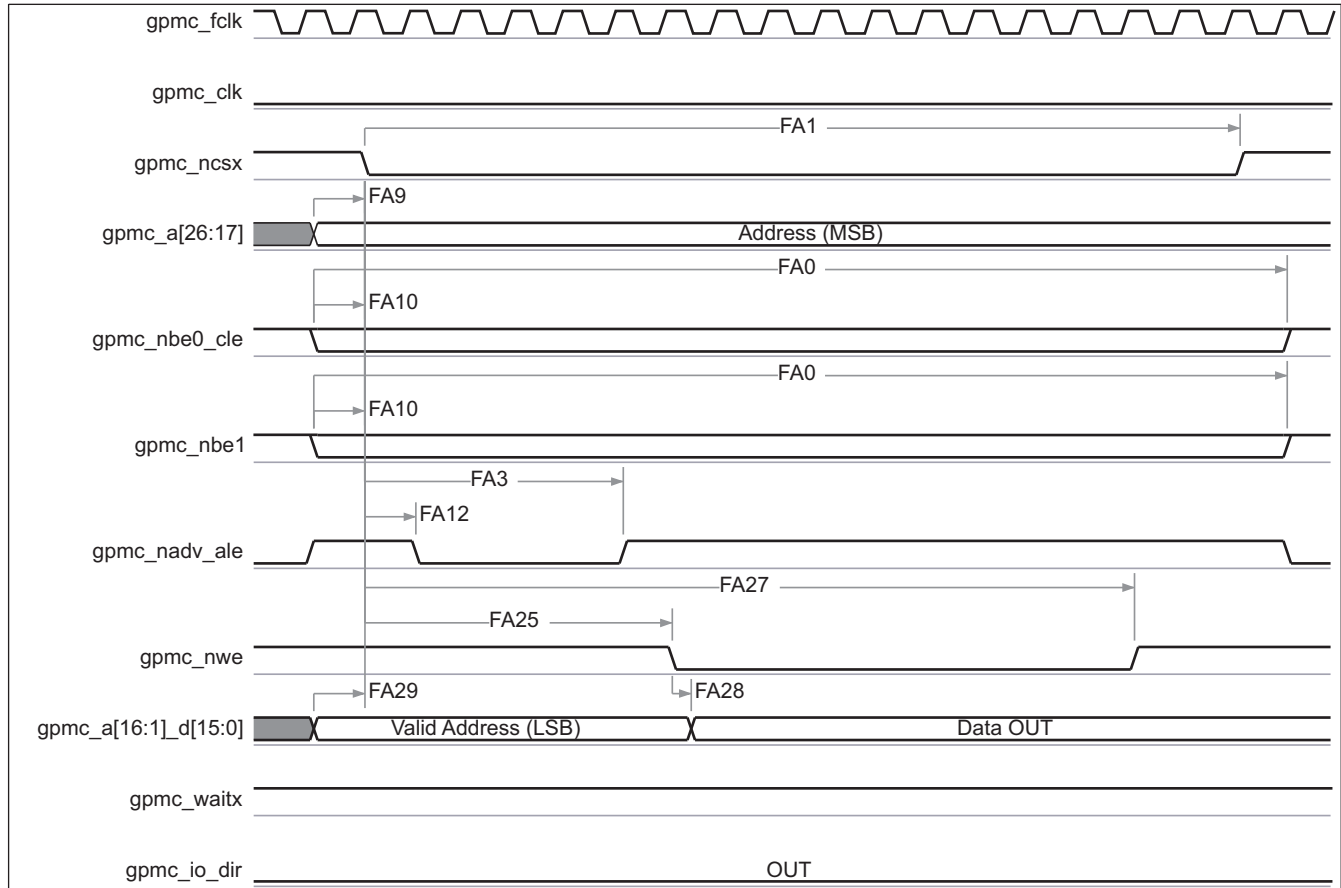 gpmc_fclk
gpmc_clk
FA1
gpmc_ncsx
FA9
gpmc_a[26:17]
Address (MSB)
FA0
FA10
gpmc_nbe0_cle
FA0
FA10
gpmc_nbe1
FA3
FA12
gpmc_nadv_ale
FA27
FA25
gpmc_nwe
FA29 FA28
gpmc_a[16:1]_d[15:0] Valid Address (LSB) Data OUT
gpmc_waitx
gpmc_io_dir OUT